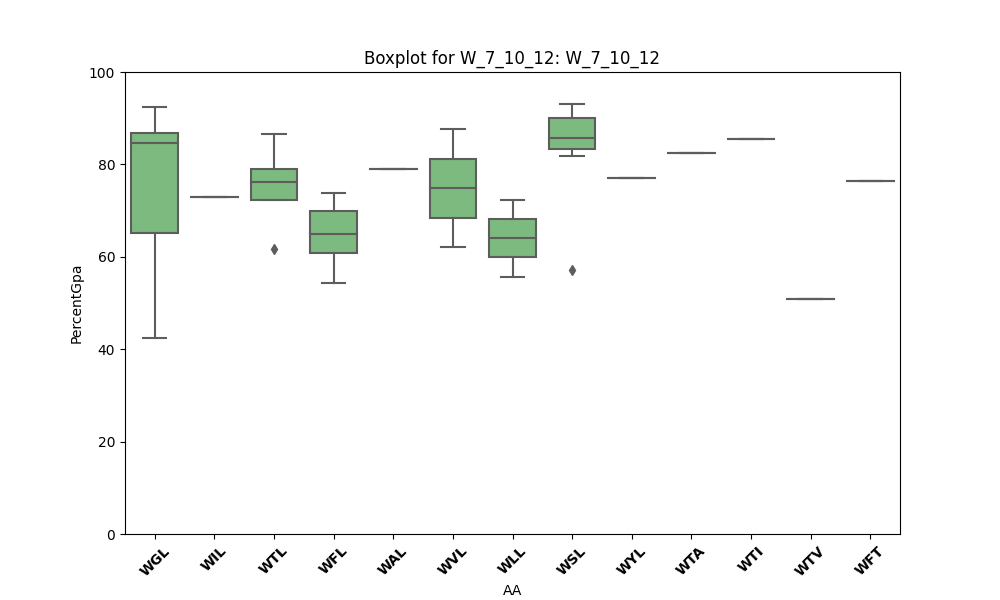 Boxplot for W_7_10_12: W_7_10_12
PercentGpa
100
80
60
40
20
0
WGL WIL WTL WFL WAL WVL WLL WSL WYL WTA WTI WTV WFT
AA